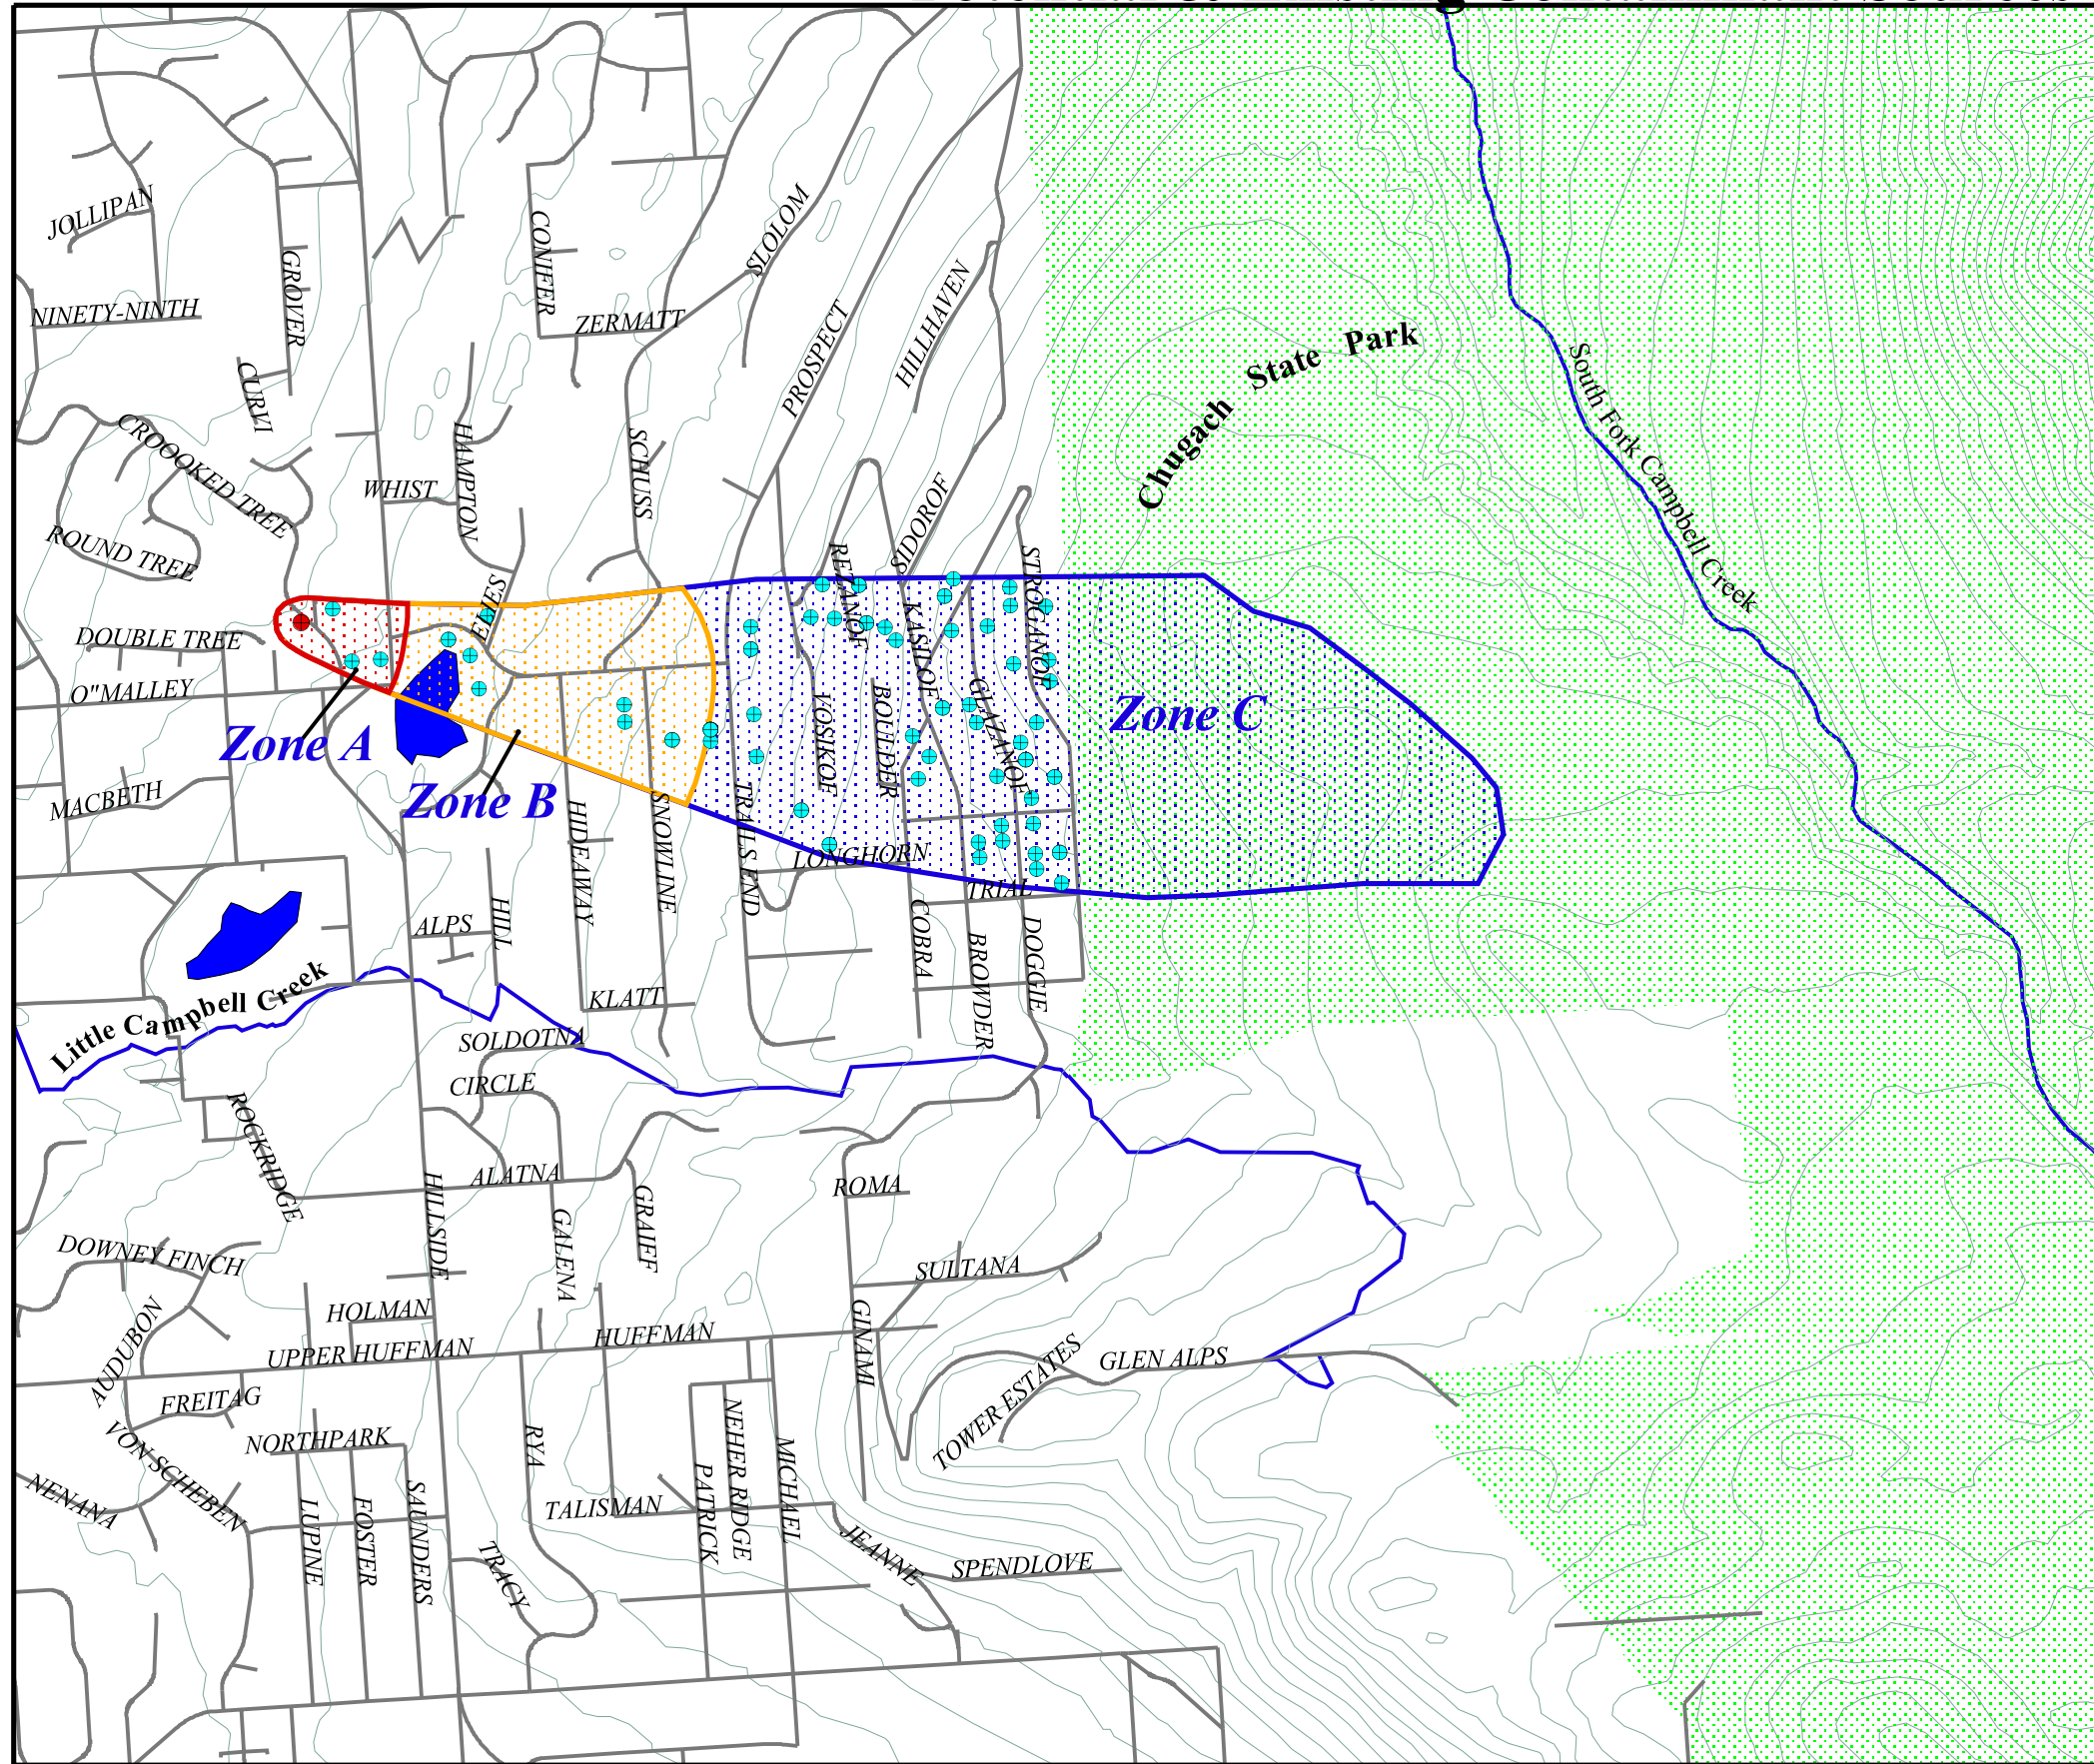 JOLLIPAN
NINETY-NINTH
GROVER
CURVI
CONIFER
ZERMATT
SLOLOM
PROSPECT
HILLHAVEN
Chugach State Park
South Fork Campbell Creek
CROOOKED TREE
ROUND TREE
WHIST
HAMPTON
SCHUSS
ELMES
REZANOF
SIDOROF
STROGANOF
KASILOF
DOUBLE TREE
O"MALLEY
Zone A
Zone B
Zone C
YOSIKOF
BOULDER
GLAZANOF
MACBETH
HIDEAWAY
SNOWLINE
TRAILS END
LONGHORN
TRIAL
ALPS
HILL
COBRA
BROWDER
DOGGIE
Little Campbell Creek
KLATT
SOLDOTNA
CIRCLE
ROCKRIDGE
ALATNA
HILLSIDE
GALENA
GRAIFF
ROMA
DOWNEY FINCH
SULTANA
AUDUBON
HOLMAN
UPPER HUFFMAN
HUFFMAN
GINAMI
TOWER ESTATES
GLEN ALPS
FREITAG
VON SCHEBEN
NORTHPARK
NENANA
LUPINE
FOSTER
SAUNDERS
RYA
TRACY
TALISMAN
PATRICK
NEHER RIDGE
MICHAEL
JEANNE
SPENDLOVE